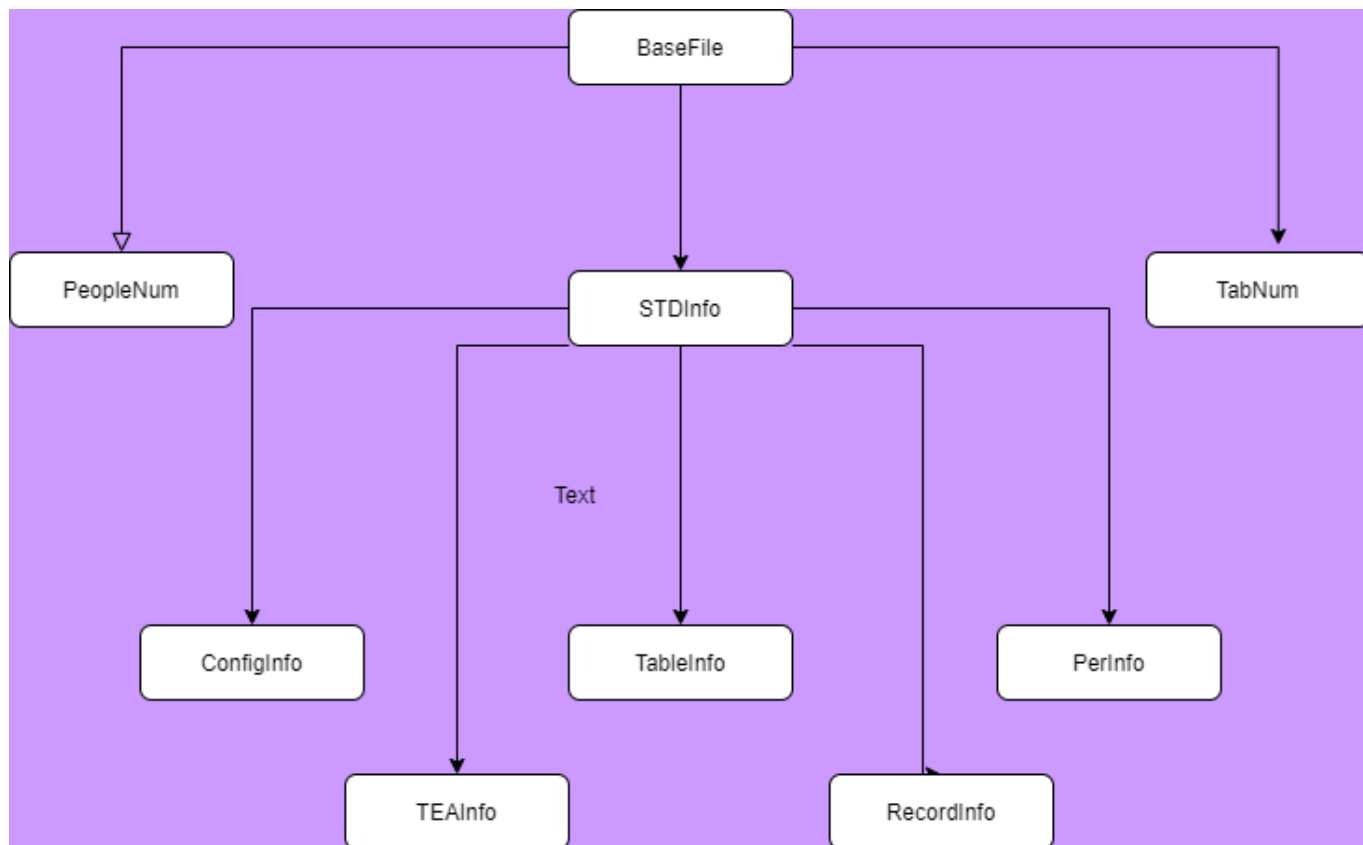 BaseFile
PeopleNum
STDInfo
TabNum
Text
ConfigInfo
TableInfo
PerInfo
TEAInfo
RecordInfo